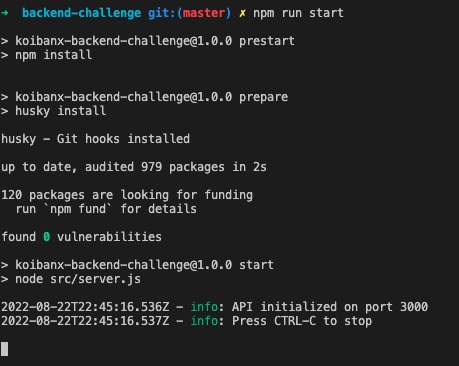 ➜ backend-challenge git:(master) ✗ npm run start
> koibanx-backend-challenge@1.0.0 prestart
> npm install
> koibanx-backend-challenge@1.0.0 prepare
> husky install
husky - Git hooks installed
up to date, audited 979 packages in 2s
120 packages are looking for funding
run `npm fund` for details
found 0 vulnerabilities
> koibanx-backend-challenge@1.0.0 start
> node src/server.js
2022-08-22T22:45:16.536Z - info: API initialized on port 3000
2022-08-22T22:45:16.537Z - info: Press CTRL-C to stop